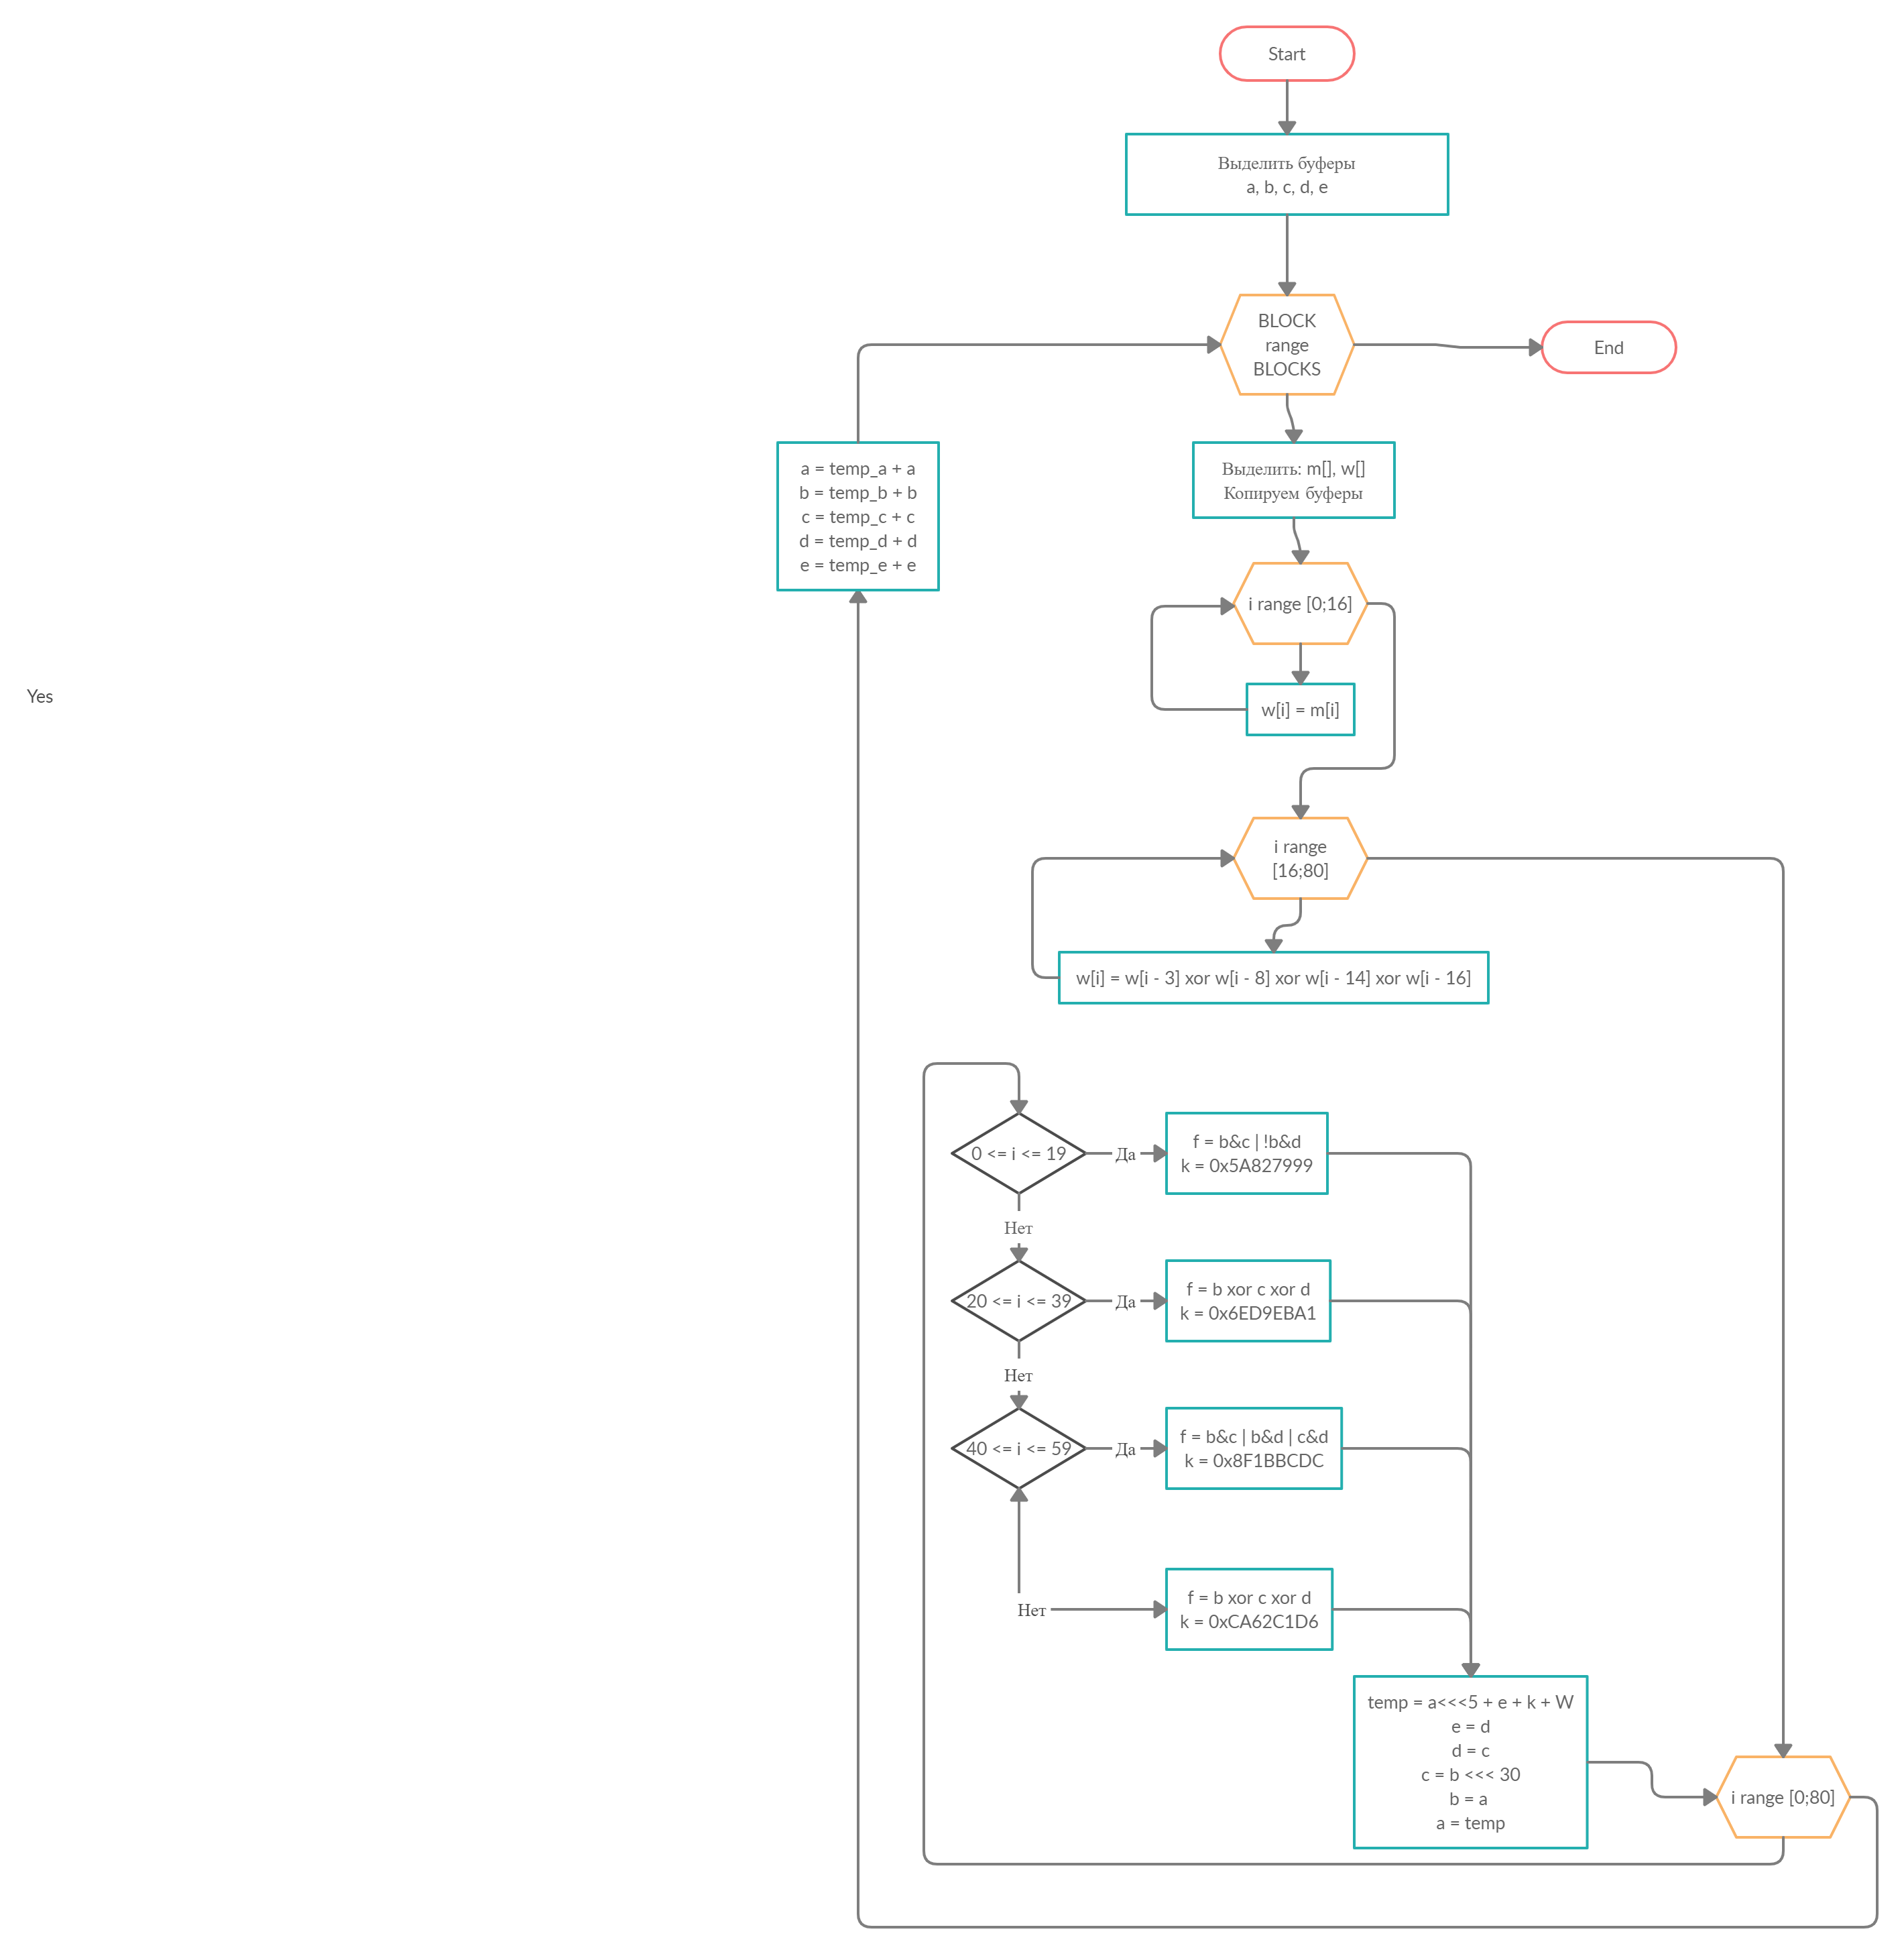 Start
Выделить буферы
a, b, c, d, e
BLOCK
range
BLOCKS
End
a = temp_a + a
b = temp_b + b
c = temp_c + c
d = temp_d + d
e = temp_e + e
Выделить: m[], w[]
Копируем буферы
i range [0;16]
Yes
w[i] = m[i]
i range
[16;80]
w[i] = w[i - 3] xor w[i - 8] xor w[i - 14] xor w[i - 16]
0 <= i <= 19
Да
f = b&c | !b&d
k = 0x5A827999
Нет
20 <= i <= 39
Да
f = b xor c xor d
k = 0x6ED9EBA1
Нет
40 <= i <= 59
Да
f = b&c | b&d | c&d
k = 0x8F1BBCDC
Нет
f = b xor c xor d
k = 0xCA62C1D6
temp = a<<<5 + e + k + W
e = d
d = c
c = b <<< 30
b = a
a = temp
i range [0;80]